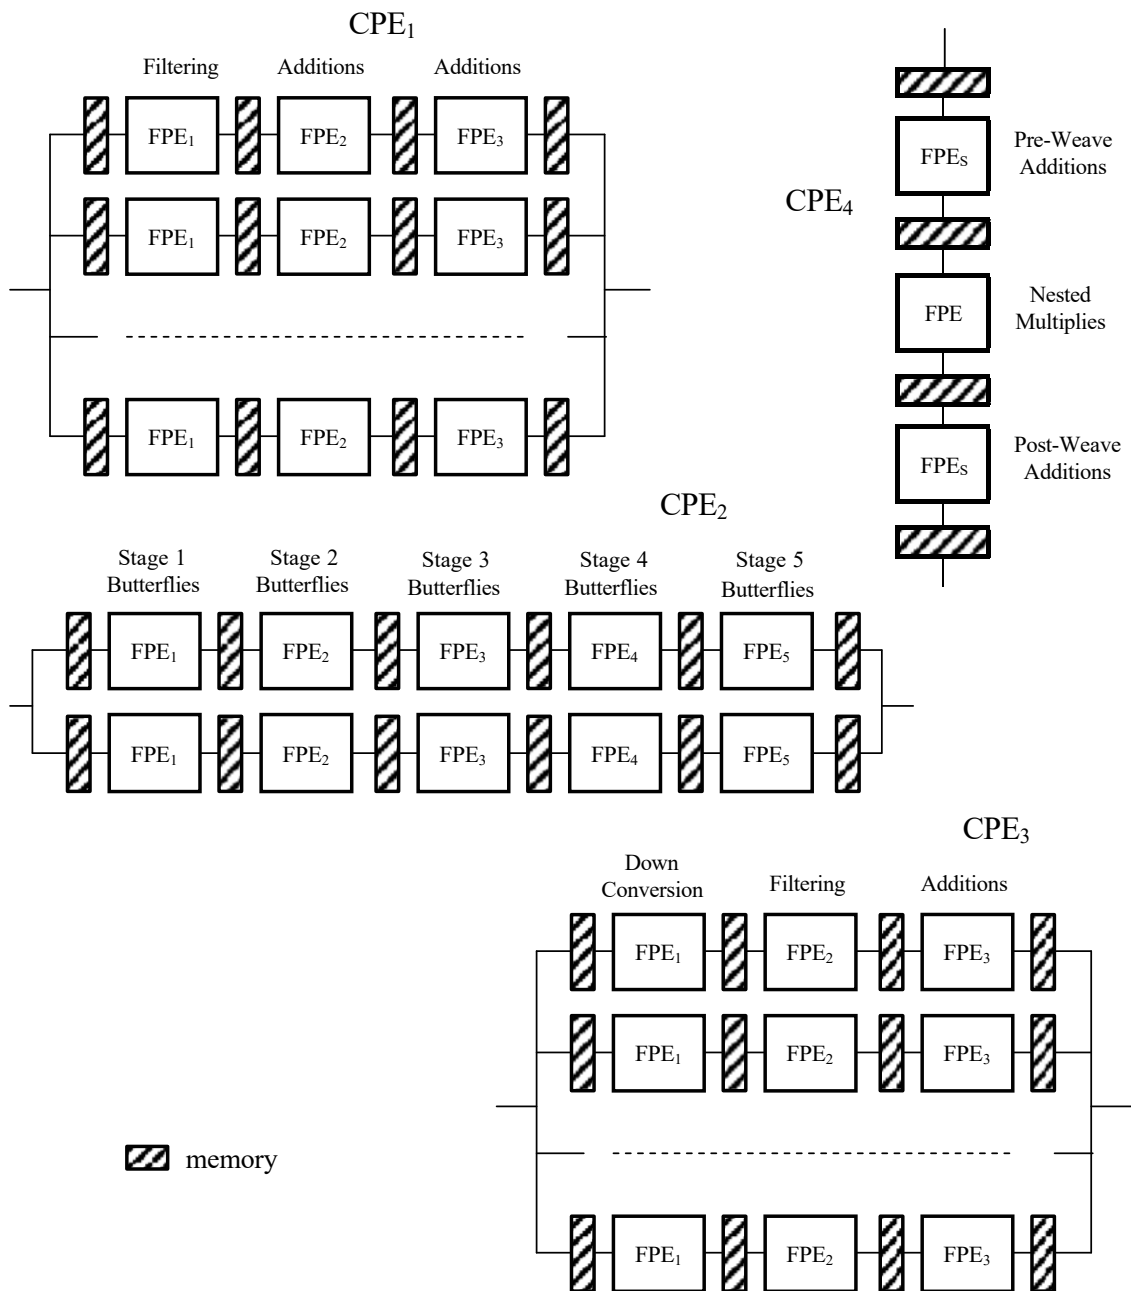 CPE₁
Filtering Additions Additions
FPE₁ FPE₂ FPE₃
FPE₁ FPE₂ FPE₃
FPE₁ FPE₂ FPE₃
CPE₄
FPES Pre-Weave
Additions
FPE Nested
Multiplies
FPES Post-Weave
Additions
CPE₂
Stage 1 Stage 2 Stage 3 Stage 4 Stage 5
Butterflies Butterflies Butterflies Butterflies Butterflies
FPE₁ FPE₂ FPE₃ FPE₄ FPE₅
FPE₁ FPE₂ FPE₃ FPE₄ FPE₅
CPE₃
Down
Conversion Filtering Additions
FPE₁ FPE₂ FPE₃
FPE₁ FPE₂ FPE₃
FPE₁ FPE₂ FPE₃
memory